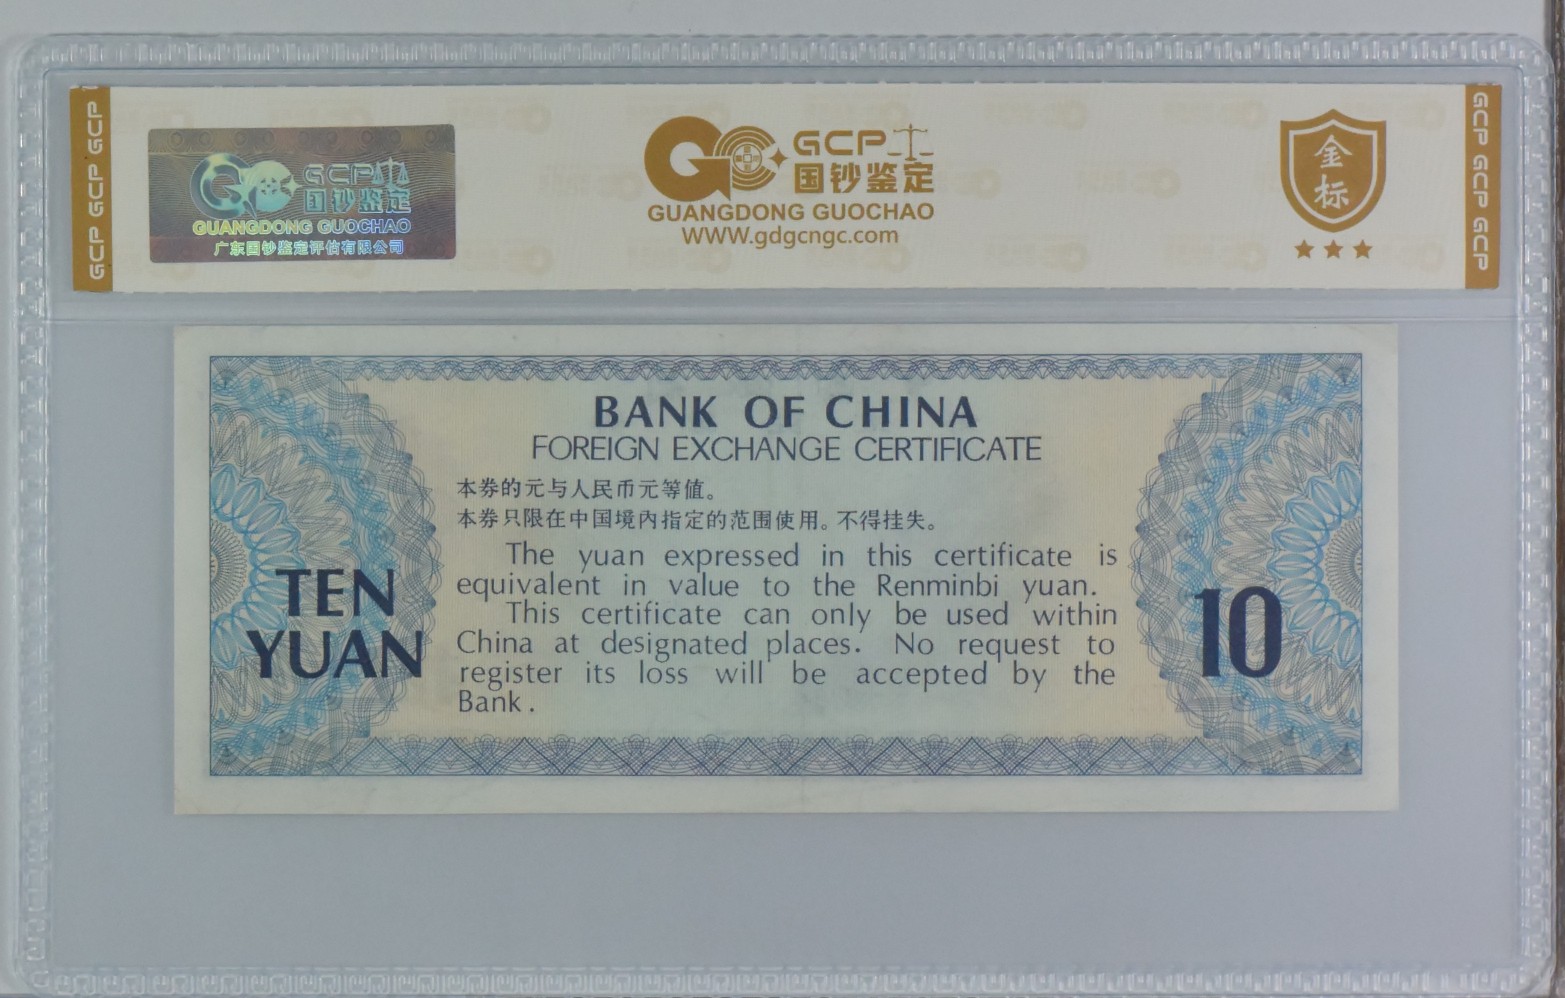 GCP GCP GCP
GCP
国钞鉴定
GUANGDONG GUOCHAO
广东国钞鉴定评估有限公司
GCP
国钞鉴定
GUANGDONG GUOCHAO
WWW.gdgcngc.com
金
标
GCP GCP GCP
BANK OF CHINA
FOREIGN EXCHANGE CERTIFICATE
本券的元与人民币元等值。
本券只限在中国境内指定的范围使用。不得挂失。
The yuan expressed in this certificate is
equivalent in value to the Renminbi yuan.
This certificate can only be used within
China at designated places. No request to
register its loss will be accepted by the
Bank.
TEN
YUAN
10